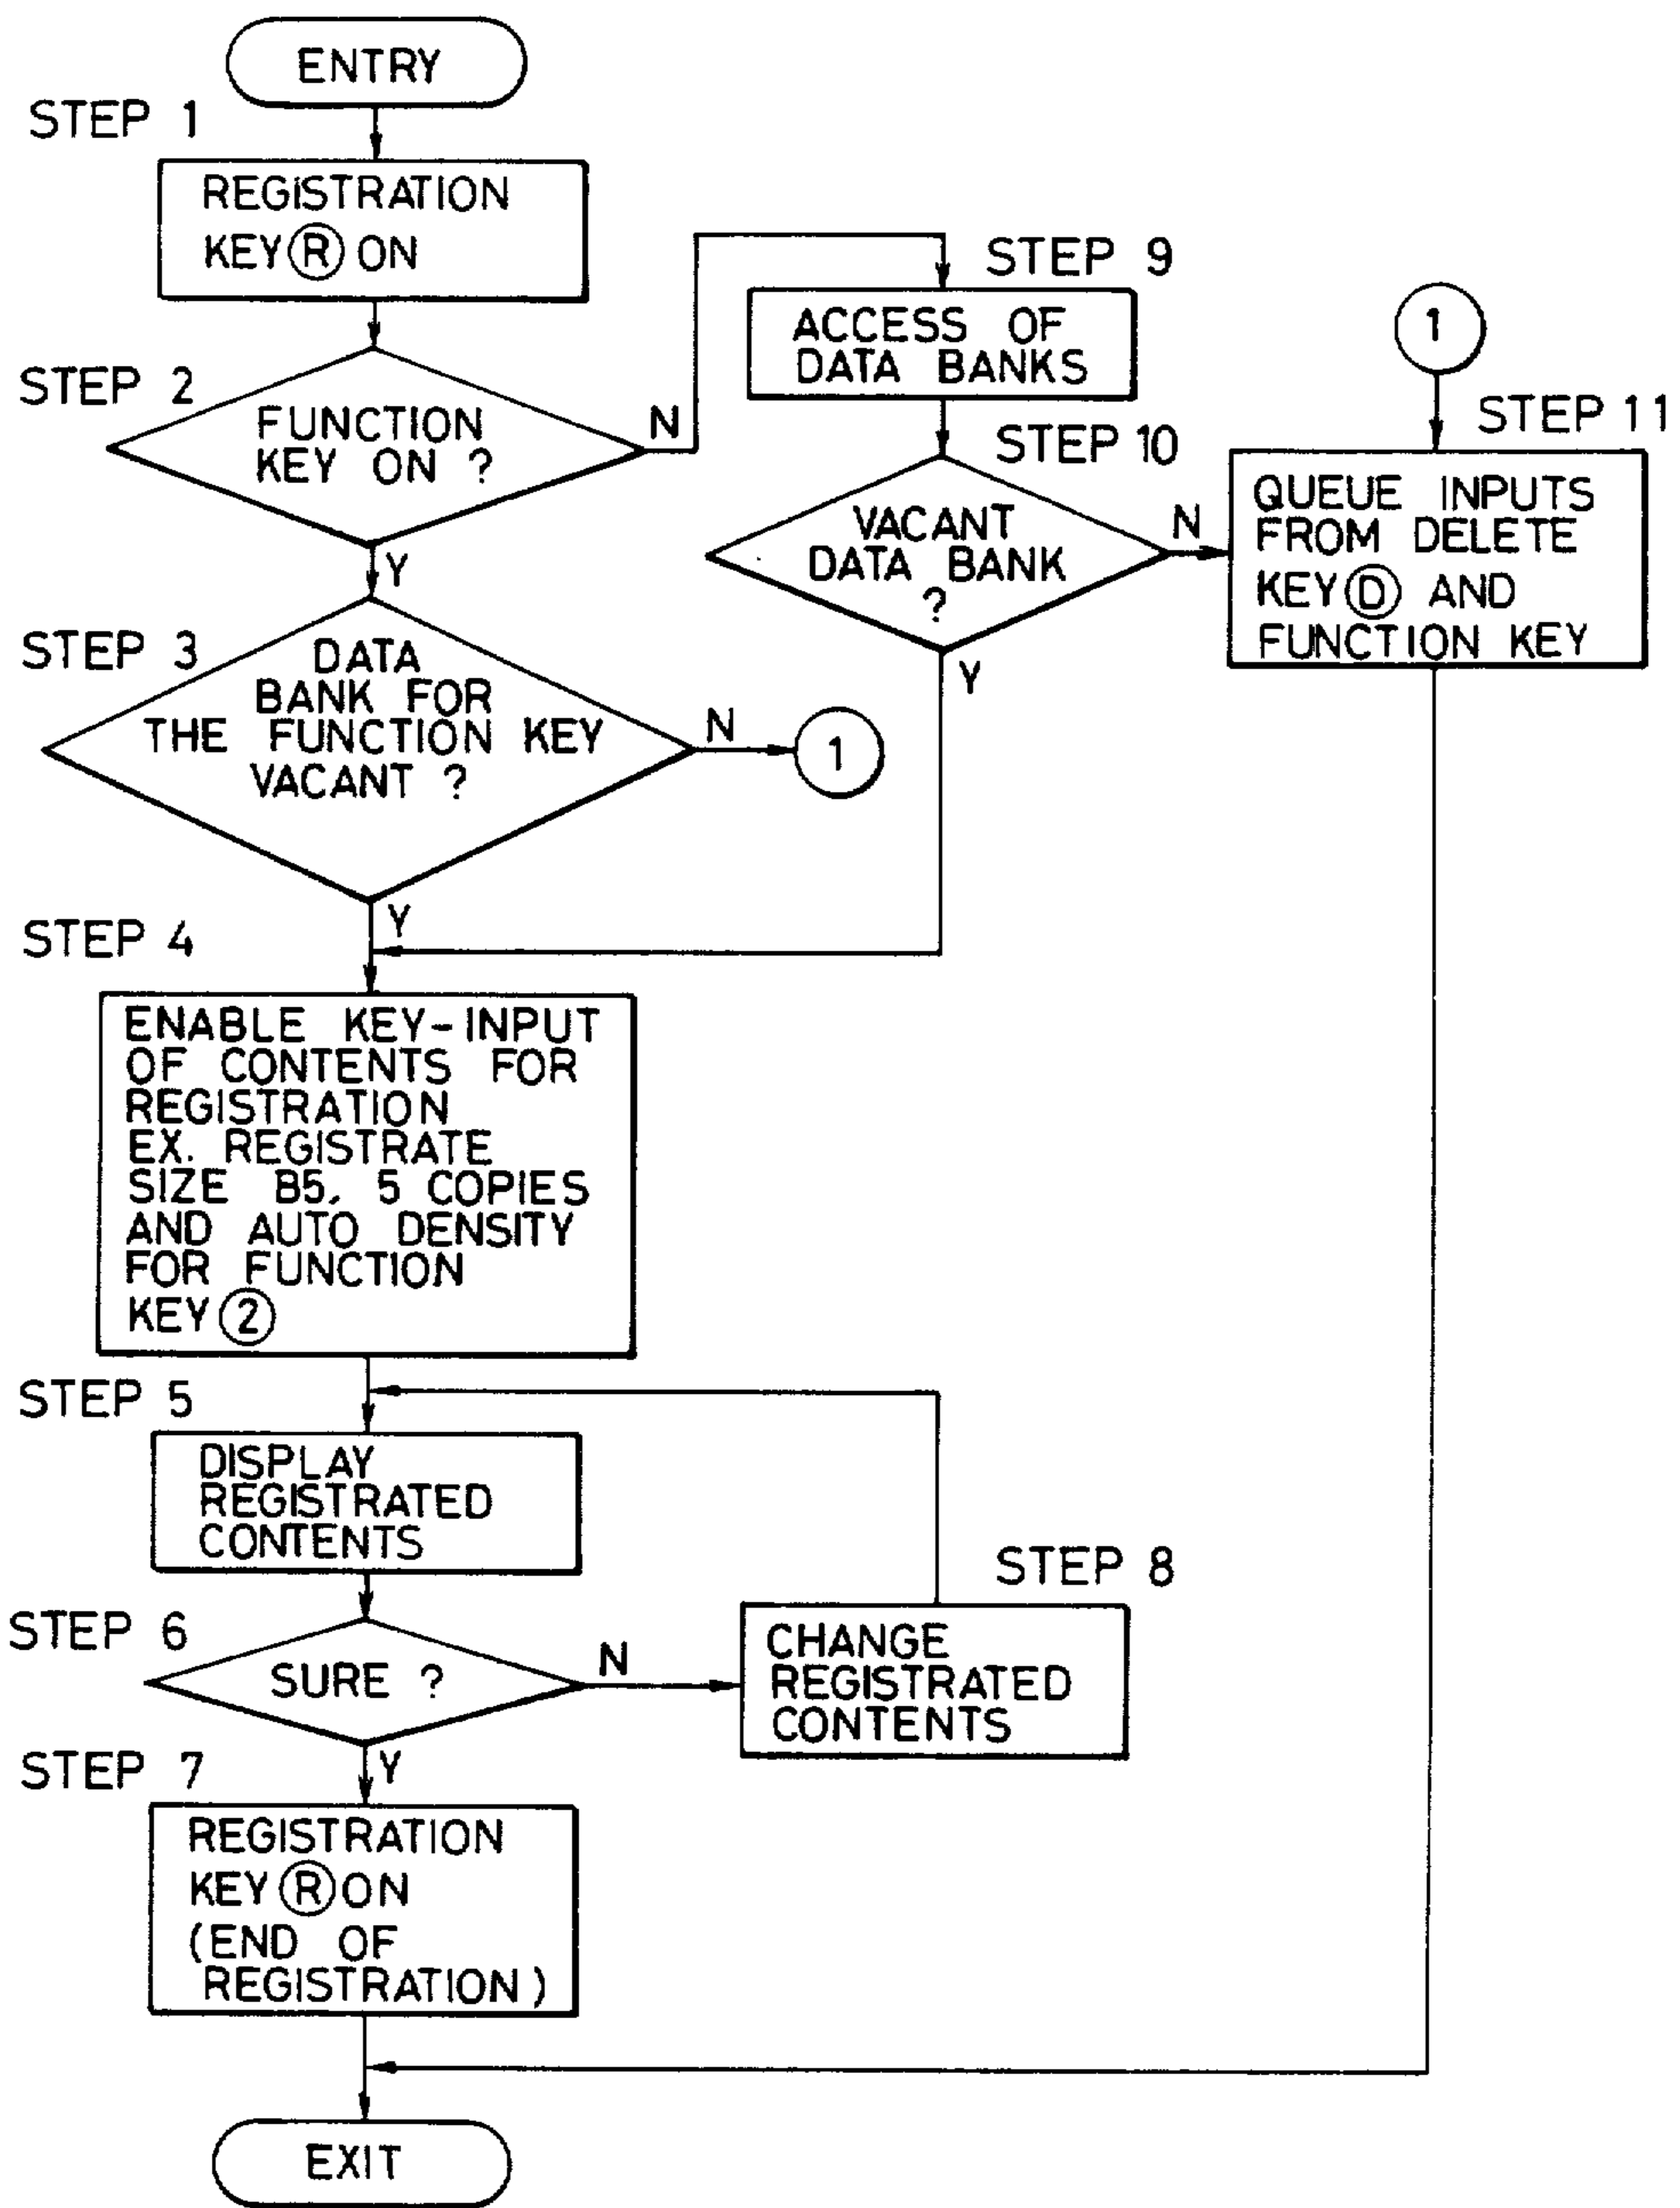 ENTRY
STEP 1
REGISTRATION
KEY Ⓡ ON
STEP 2
FUNCTION
KEY ON ?
N
Y
STEP 3
DATA
BANK FOR
THE FUNCTION KEY
VACANT ?
N
1
Y
STEP 9
ACCESS OF
DATA BANKS
STEP 10
VACANT
DATA BANK
?
N
Y
1
STEP 11
QUEUE INPUTS
FROM DELETE
KEY Ⓓ AND
FUNCTION KEY
STEP 4
ENABLE KEY-INPUT
OF CONTENTS FOR
REGISTRATION
EX. REGISTRATE
SIZE B5, 5 COPIES
AND AUTO DENSITY
FOR FUNCTION
KEY ②
STEP 5
DISPLAY
REGISTRATED
CONTENTS
STEP 6
SURE ?
N
Y
STEP 8
CHANGE
REGISTRATED
CONTENTS
STEP 7
REGISTRATION
KEY Ⓡ ON
(END OF
REGISTRATION)
EXIT